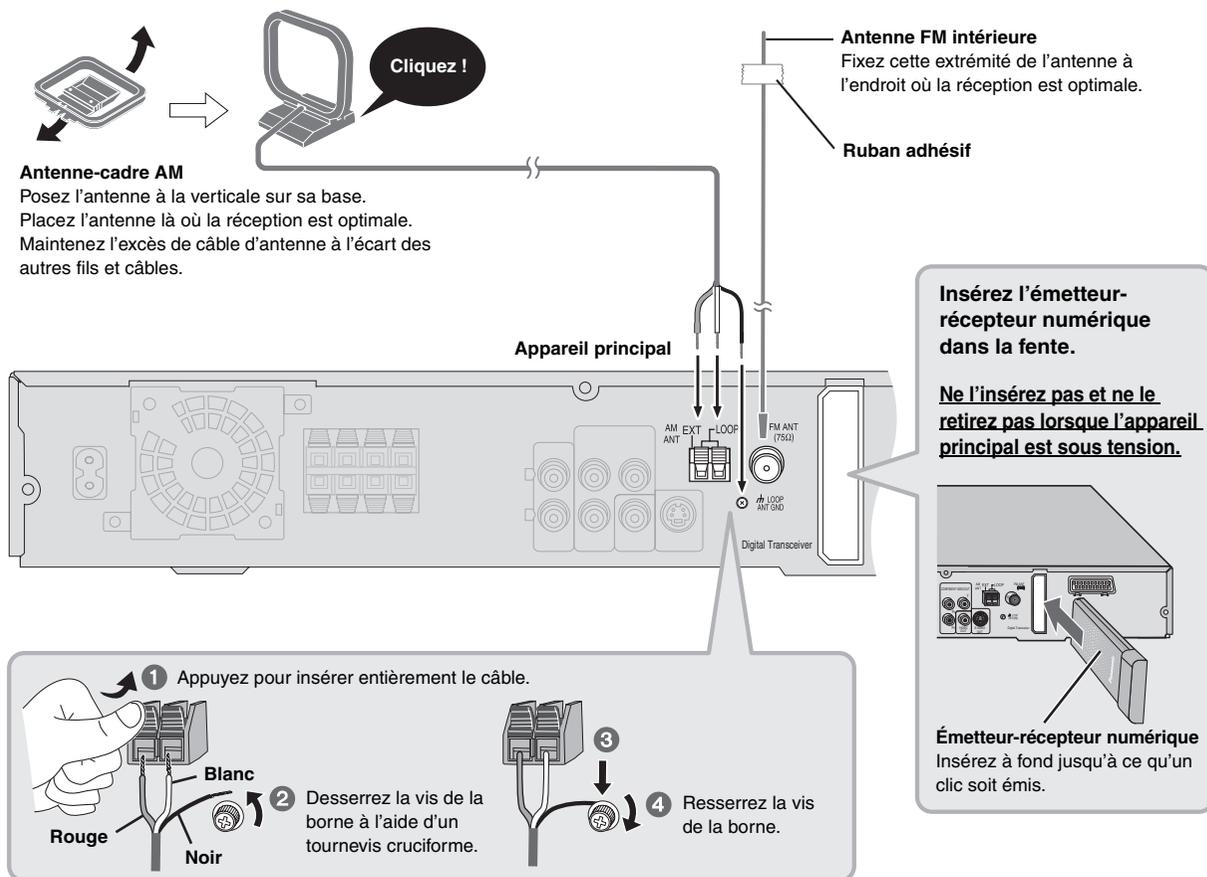 Cliquez !
Antenne-cadre AM
Posez l’antenne à la verticale sur sa base.
Placez l’antenne là où la réception est optimale.
Maintenez l’excès de câble d’antenne à l’écart des
autres fils et câbles.
Antenne FM intérieure
Fixez cette extrémité de l’antenne à
l’endroit où la réception est optimale.
Ruban adhésif
Appareil principal
AM
ANT
EXT
LOOP
FM ANT
(75Ω)
LOOP
ANT GND
Digital Transceiver
Insérez l’émetteur-
récepteur numérique
dans la fente.
Ne l’insérez pas et ne le
retirez pas lorsque l’appareil
principal est sous tension.
Émetteur-récepteur numérique
Insérez à fond jusqu’à ce qu’un
clic soit émis.
1 Appuyez pour insérer entièrement le câble.
Blanc
Rouge
Noir
2 Desserrez la vis de la
borne à l’aide d’un
tournevis cruciforme.
3
4 Resserrez la vis
de la borne.